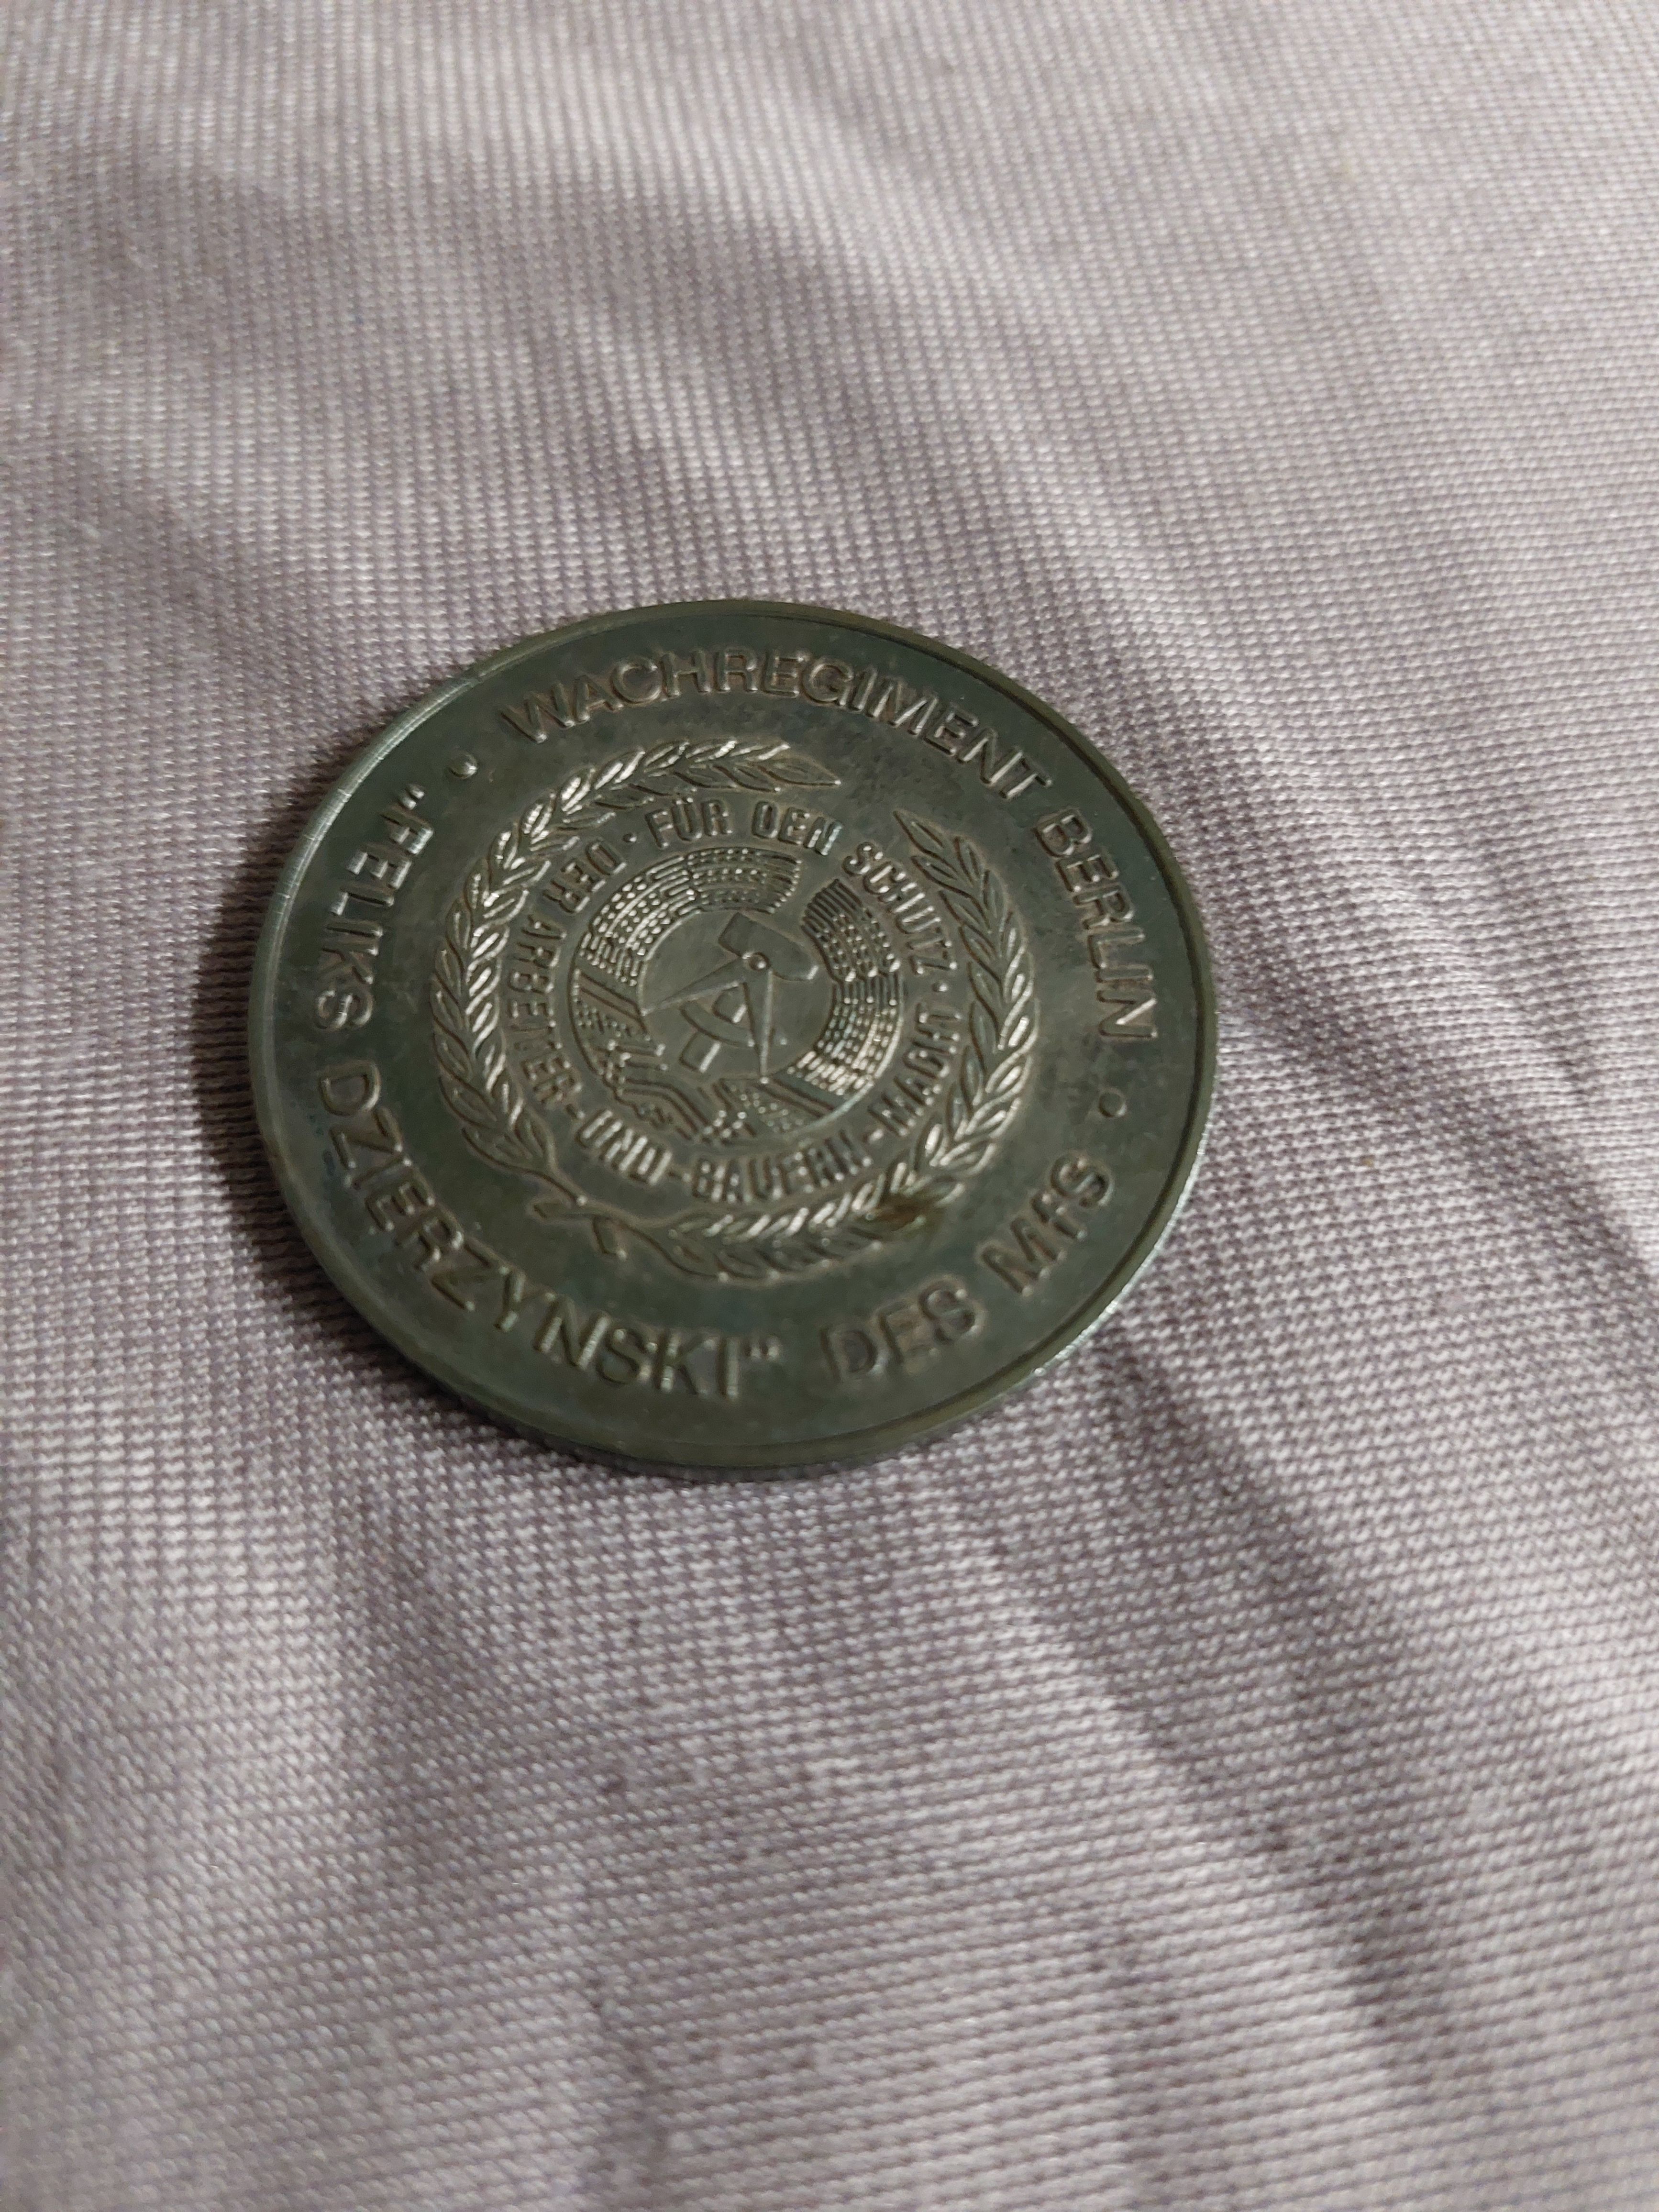 WACHREGIMENT BERLIN •
"FELIKS DZIERZYNSKI" DES MfS •
FÜR DEN SCHUTZ •
DER ARBEITER-UND-BAUERN-MACHT •